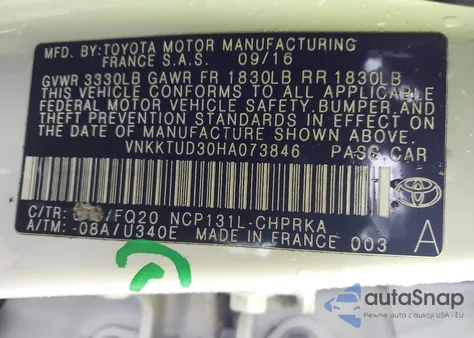 MFD. BY: TOYOTA MOTOR MANUFACTURING
FRANCE S.A.S. 09/16
GVWR 3330LB GAWR FR 1830LB RR 1830LB
THIS VEHICLE CONFORMS TO ALL APPLICABLE
FEDERAL MOTOR VEHICLE SAFETY, BUMPER AND
THEFT PREVENTION STANDARDS IN EFFECT ON
THE DATE OF MANUFACTURE SHOWN ABOVE.
VNKKTUD30HA073846 PASS.CAR
C/TR: /FQ20 NCP131L-CHPRKA
A/TM: -08A/U340E MADE IN FRANCE 003 A
TOYOTA
autoSnap
Pewne auta z aukcji USA - EU